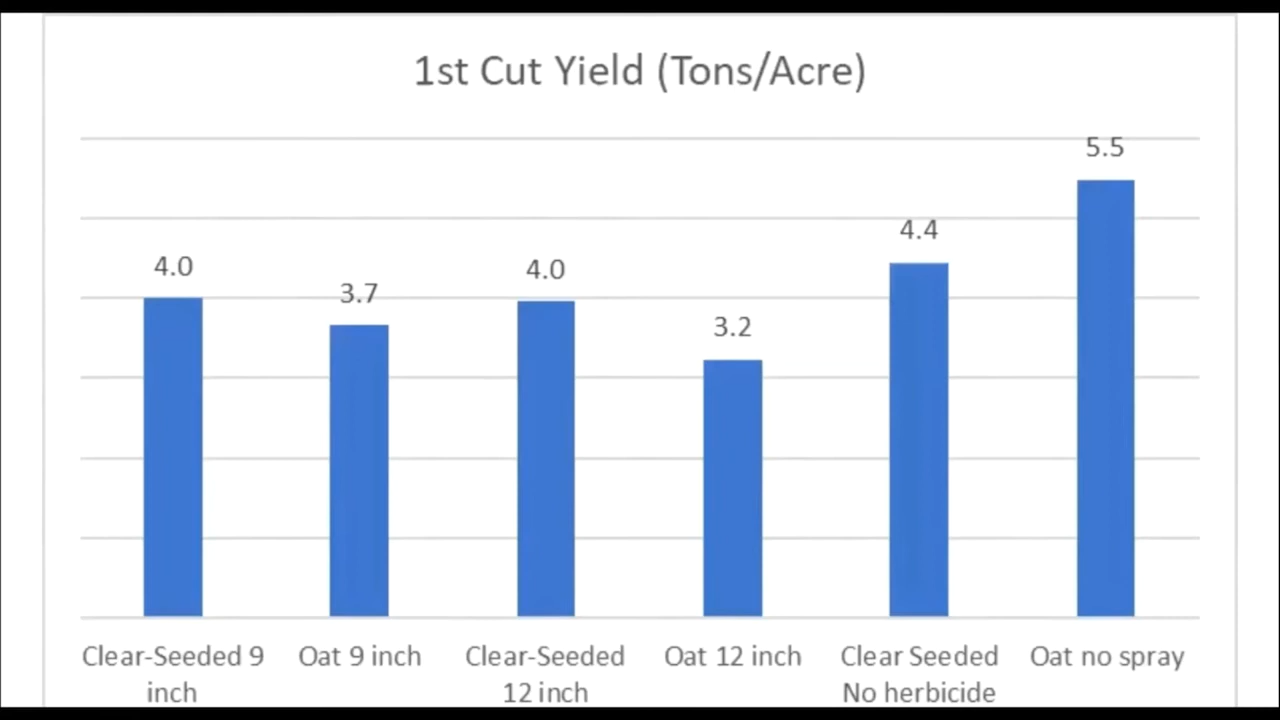 1st Cut Yield (Tons/Acre)
5.5
4.4
4.0
4.0
3.7
3.2
Clear-Seeded 9 inch
Oat 9 inch
Clear-Seeded 12 inch
Oat 12 inch
Clear Seeded No herbicide
Oat no spray